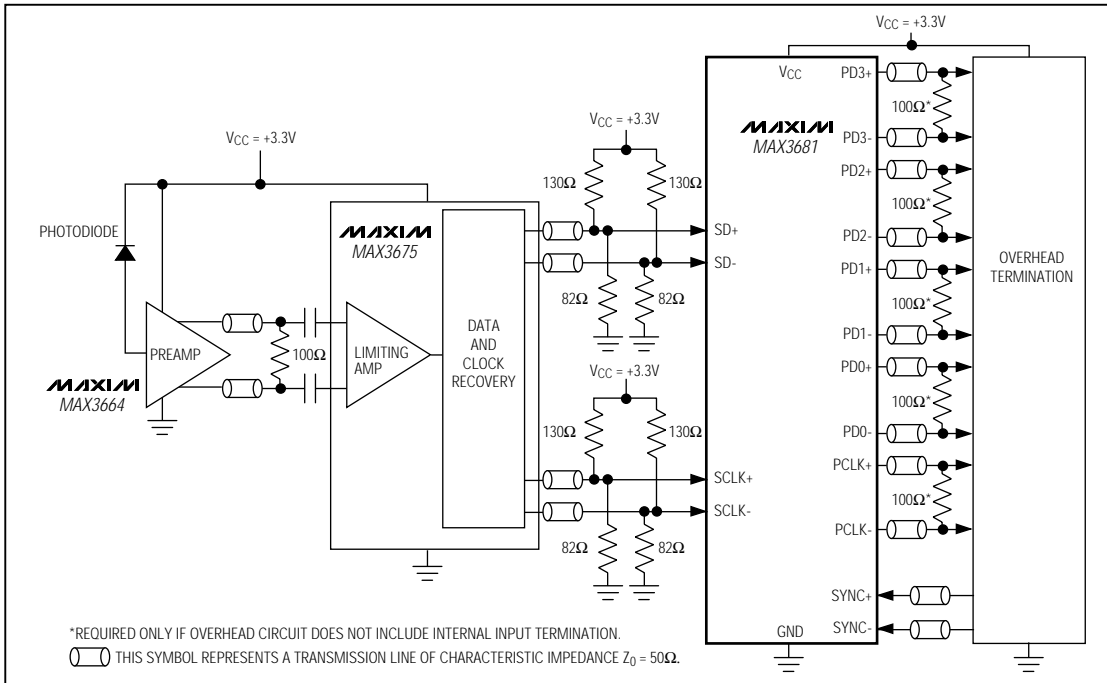 VCC = +3.3V
VCC = +3.3V
VCC = +3.3V
PHOTODIODE
PREAMP
MAXIM
MAX3664
100Ω
MAXIM
MAX3675
LIMITING
AMP
DATA
AND
CLOCK
RECOVERY
130Ω
130Ω
82Ω
82Ω
VCC = +3.3V
130Ω
130Ω
82Ω
82Ω
VCC
MAXIM
MAX3681
SD+
SD-
SCLK+
SCLK-
GND
PD3+
100Ω*
PD3-
PD2+
100Ω*
PD2-
PD1+
100Ω*
PD1-
PD0+
100Ω*
PD0-
PCLK+
100Ω*
PCLK-
SYNC+
SYNC-
OVERHEAD
TERMINATION
*REQUIRED ONLY IF OVERHEAD CIRCUIT DOES NOT INCLUDE INTERNAL INPUT TERMINATION.
THIS SYMBOL REPRESENTS A TRANSMISSION LINE OF CHARACTERISTIC IMPEDANCE Z0 = 50Ω.